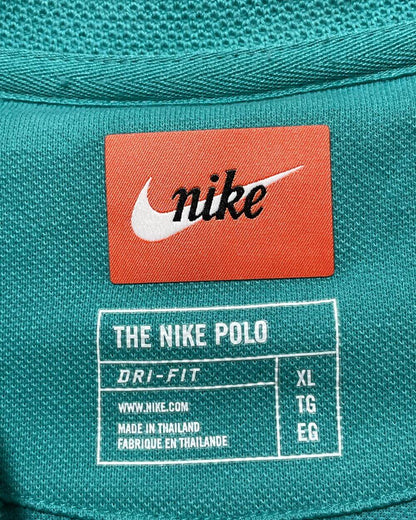 nike
THE NIKE POLO
DRI-FIT
XL
WWW.NIKE.COM
TG
MADE IN THAILAND
FABRIQUE EN THAILANDE
EG